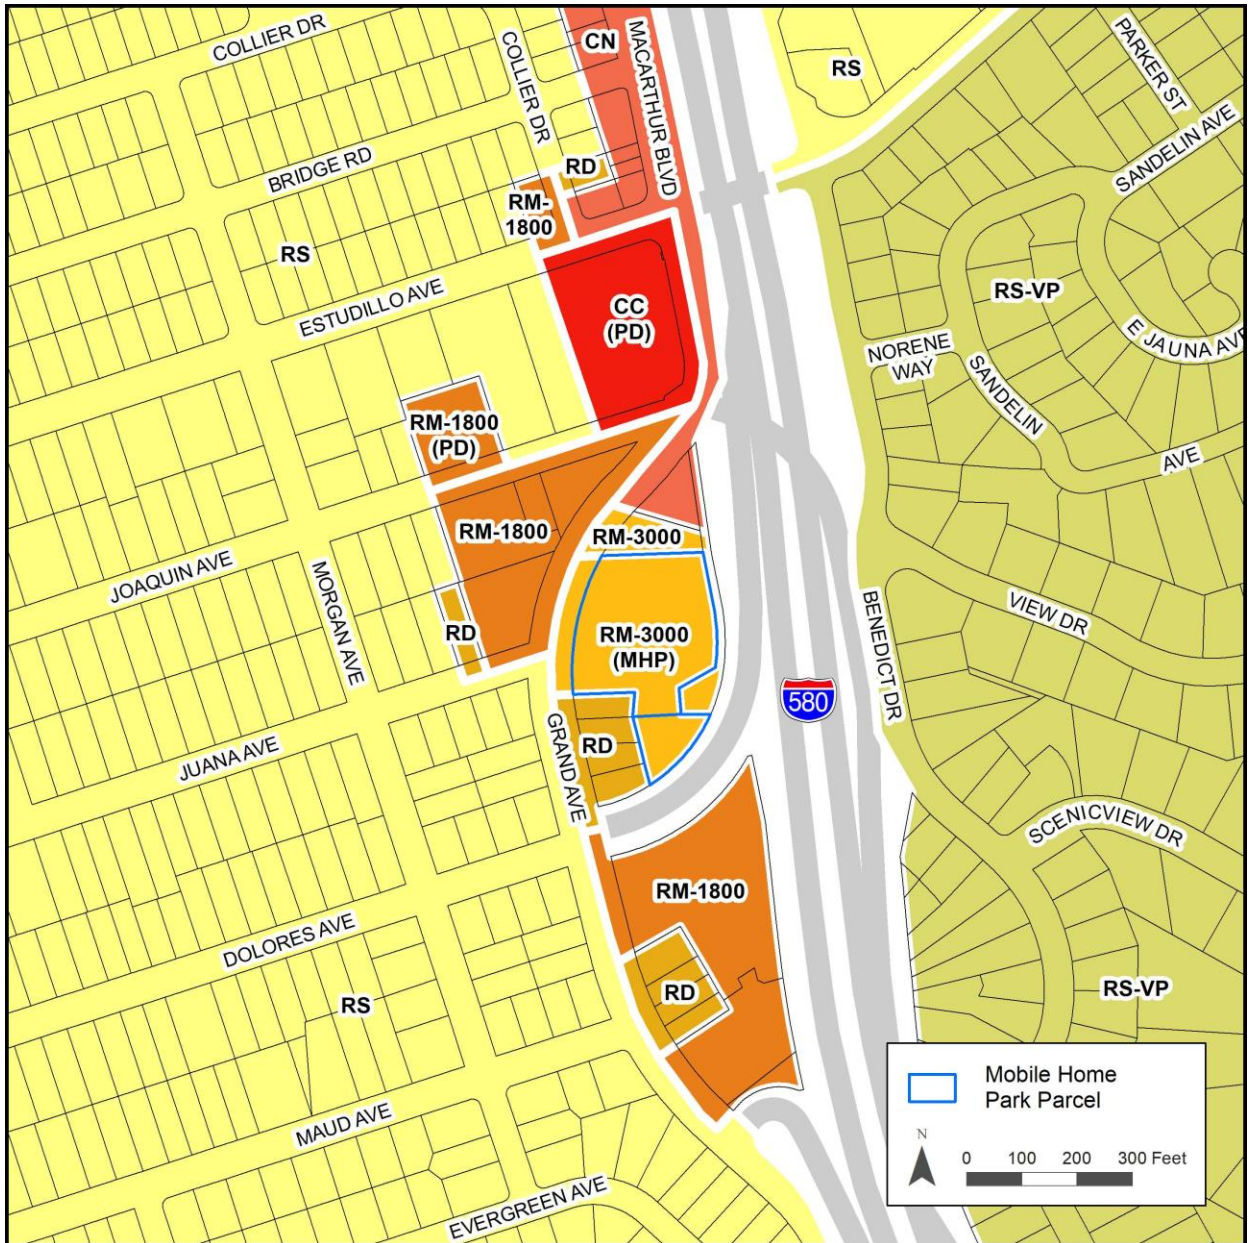 COLLIER DR
COLLIER DR
CN
MACARTHUR BLVD
RS
PARKER ST
SANDELIN AVE
BRIDGE RD
RD
RM-
1800
RS
ESTUDILLO AVE
CC
(PD)
RS-VP
E JAUNA AVE
NORENE
WAY
SANDELIN
AVE
RM-1800
(PD)
RM-1800
RM-3000
JOAQUIN AVE
MORGAN AVE
RD
RM-3000
(MHP)
BENEDICT DR
VIEW DR
580
JUANA AVE
GRAND AVE
RD
SCENICVIEW DR
RM-1800
DOLORES AVE
RS
RD
RS-VP
MAUD AVE
EVERGREEN AVE
Mobile Home
Park Parcel
N
0 100 200 300 Feet